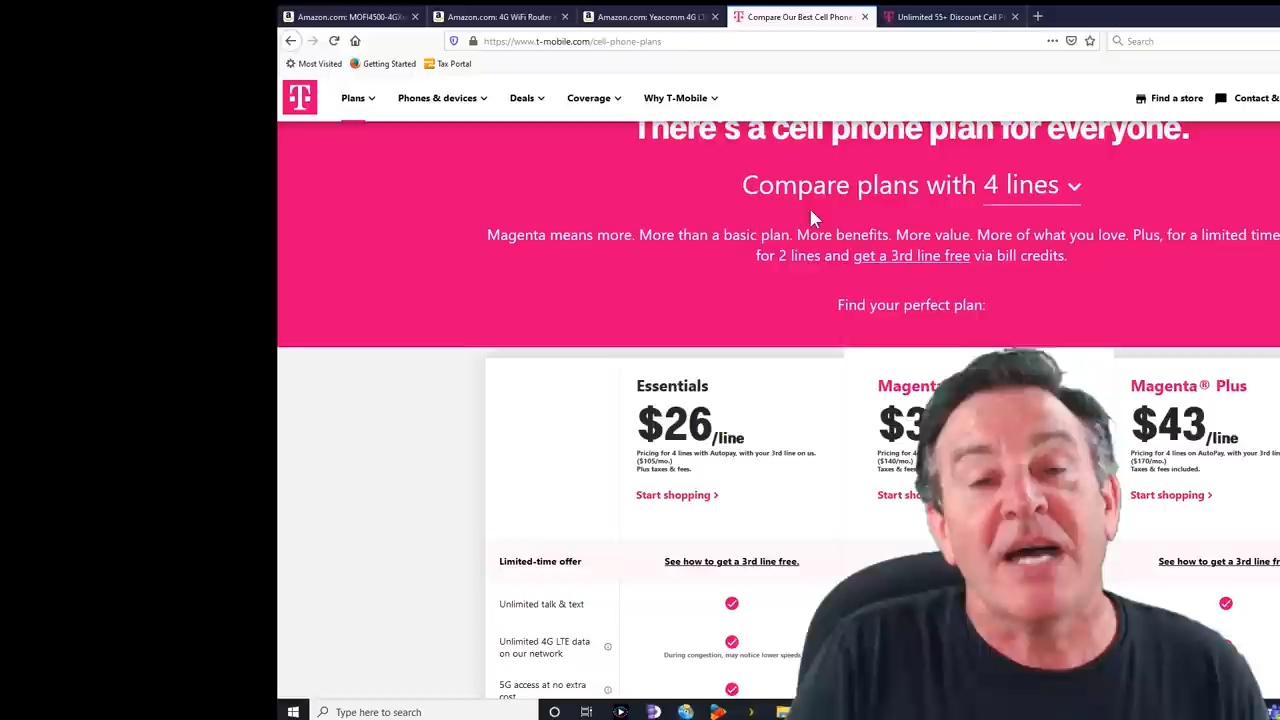 Amazon.com: MOFI4500-4GX
Amazon.com: 4G WiFi Router
Amazon.com: Yeacomm 4G LT
Compare Our Best Cell Phone
Unlimited 55+ Discount Cell P
https://www.t-mobile.com/cell-phone-plans
Search
Most Visited
Getting Started
Tax Portal
T
Plans
Phones & devices
Deals
Coverage
Why T-Mobile
Find a store
Contact &
There's a cell phone plan for everyone.
Compare plans with 4 lines
Magenta means more. More than a basic plan. More benefits. More value. More of what you love. Plus, for a limited time
for 2 lines and get a 3rd line free via bill credits.
Find your perfect plan:
Essentials
$26/line
Pricing for 4 lines with Autopay, with your 3rd line on us.
($105/mo.)
Plus taxes & fees.
Start shopping
Magent
$3
Pricing for 4
($140/mo.)
Taxes & fees
Start sho
Magenta® Plus
$43/line
Pricing for 4 lines on AutoPay, with your 3rd lin
($170/mo.)
Taxes & fees included.
Start shopping
Limited-time offer
See how to get a 3rd line free.
See how to get a 3rd line fr
Unlimited talk & text
Unlimited 4G LTE data
on our network
During congestion, may notice lower speeds
5G access at no extra
cost
Type here to search